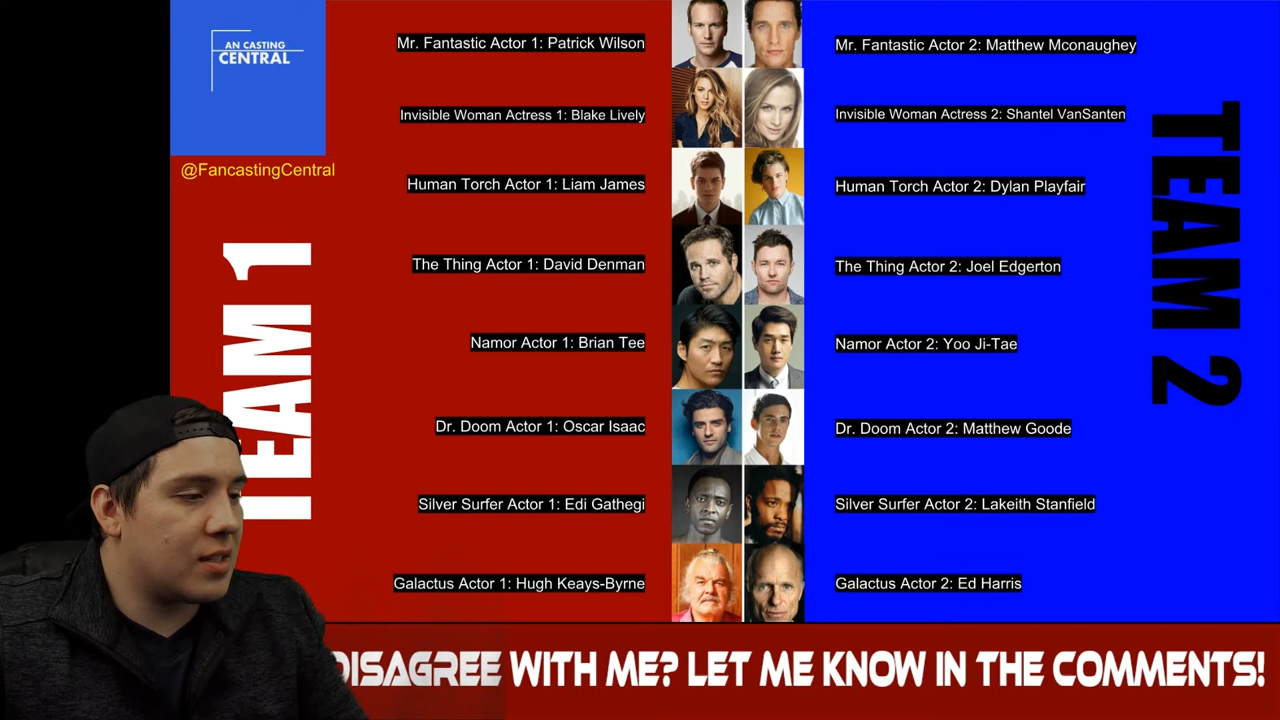 AN CASTING
CENTRAL
@FancastingCentral
TEAM 1
Mr. Fantastic Actor 1: Patrick Wilson
Invisible Woman Actress 1: Blake Lively
Human Torch Actor 1: Liam James
The Thing Actor 1: David Denman
Namor Actor 1: Brian Tee
Dr. Doom Actor 1: Oscar Isaac
Silver Surfer Actor 1: Edi Gathegi
Galactus Actor 1: Hugh Keays-Byrne
Mr. Fantastic Actor 2: Matthew Mconaughey
Invisible Woman Actress 2: Shantel VanSanten
Human Torch Actor 2: Dylan Playfair
The Thing Actor 2: Joel Edgerton
Namor Actor 2: Yoo Ji-Tae
Dr. Doom Actor 2: Matthew Goode
Silver Surfer Actor 2: Lakeith Stanfield
Galactus Actor 2: Ed Harris
TEAM 2
DISAGREE WITH ME? LET ME KNOW IN THE COMMENTS!